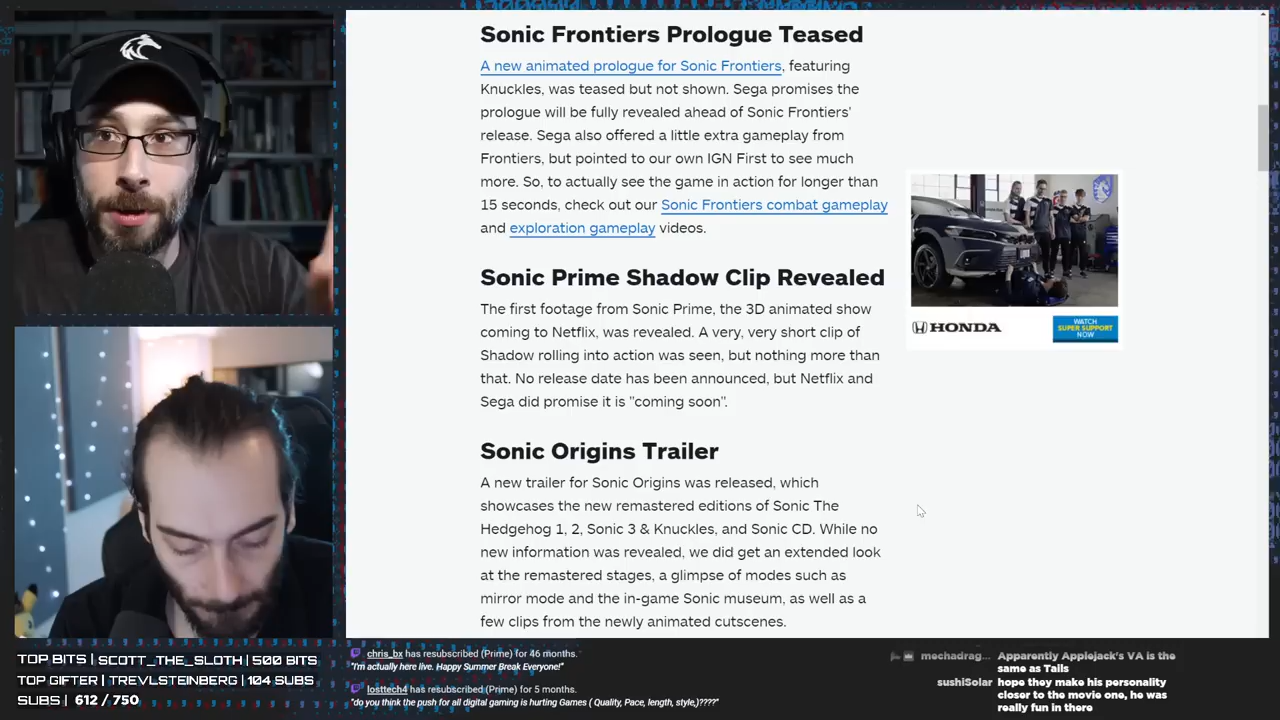 Sonic Frontiers Prologue Teased
A new animated prologue for Sonic Frontiers, featuring
Knuckles, was teased but not shown. Sega promises the
prologue will be fully revealed ahead of Sonic Frontiers'
release. Sega also offered a little extra gameplay from
Frontiers, but pointed to our own IGN First to see much
more. So, to actually see the game in action for longer than
15 seconds, check out our Sonic Frontiers combat gameplay
and exploration gameplay videos.
Sonic Prime Shadow Clip Revealed
The first footage from Sonic Prime, the 3D animated show
coming to Netflix, was revealed. A very, very short clip of
Shadow rolling into action was seen, but nothing more than
that. No release date has been announced, but Netflix and
Sega did promise it is "coming soon".
Sonic Origins Trailer
A new trailer for Sonic Origins was released, which
showcases the new remastered editions of Sonic The
Hedgehog 1, 2, Sonic 3 & Knuckles, and Sonic CD. While no
new information was revealed, we did get an extended look
at the remastered stages, a glimpse of modes such as
mirror mode and the in-game Sonic museum, as well as a
few clips from the newly animated cutscenes.
HONDA
WATCH
SUPER SUPPORT
NOW
TOP BITS | SCOTT_THE_SLOTH | 500 BITS
TOP GIFTER | TREVLSTEINBERG | 104 SUBS
SUBS | 612 / 750
chris_bx has resubscribed (Prime) for 46 months.
"I'm actually here live. Happy Summer Break Everyone!"
losttech4 has resubscribed (Prime) for 5 months.
"do you think the push for all digital gaming is hurting Games ( Quality, Pace, length, style,)????"
mechadrag... Apparently Applejack's VA is the
same as Tails
sushiSolar hope they make his personality
closer to the movie one, he was
really fun in there